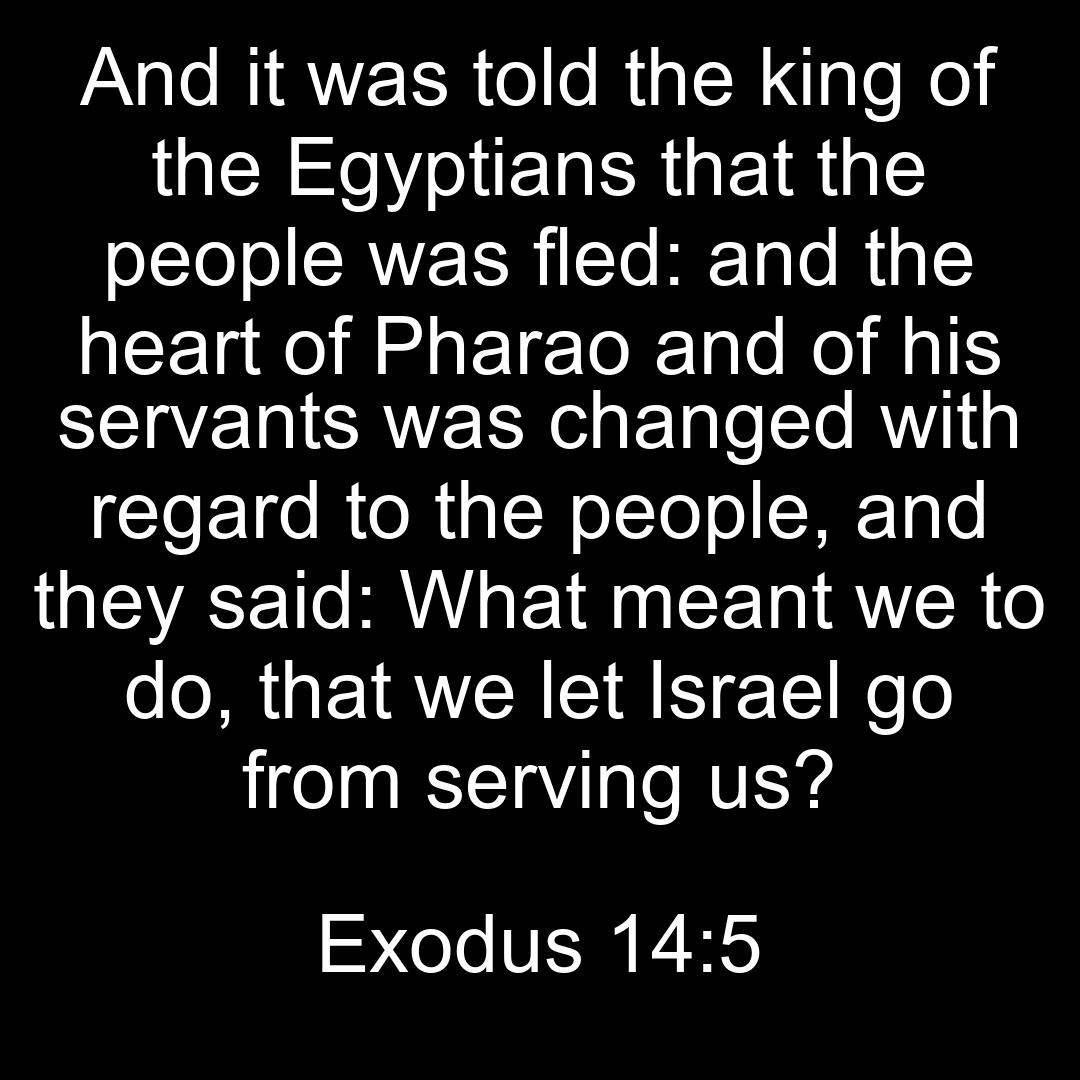 And it was told the king of
the Egyptians that the
people was fled: and the
heart of Pharao and of his
servants was changed with
regard to the people, and
they said: What meant we to
do, that we let Israel go
from serving us?
Exodus 14:5